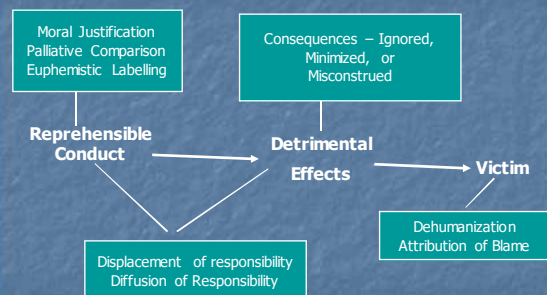 Moral Justification
Palliative Comparison
Euphemistic Labelling
Consequences – Ignored,
Minimized, or
Misconstrued
Reprehensible
Conduct
Detrimental
Effects
Victim
Dehumanization
Attribution of Blame
Displacement of responsibility
Diffusion of Responsibility